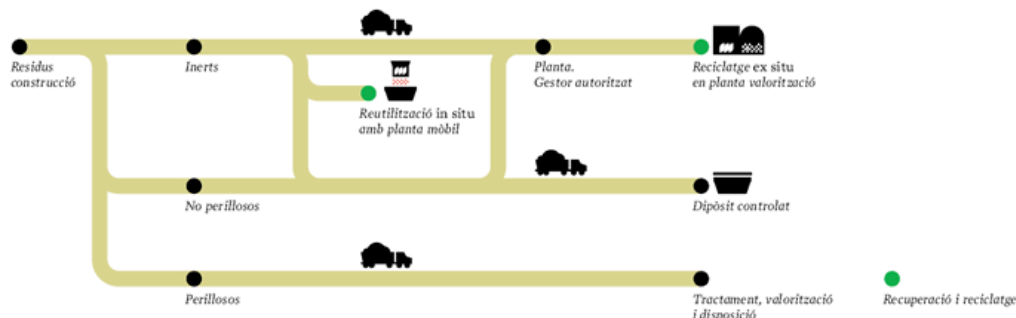 Residus
construcció
Inerts
Planta.
Gestor autoritzat
Reciclatge ex situ
en planta valorització
Reutilització in situ
amb planta mòbil
No perillosos
Dipòsit controlat
Perillosos
Tractament, valorització
i disposició
Recuperació i reciclatge